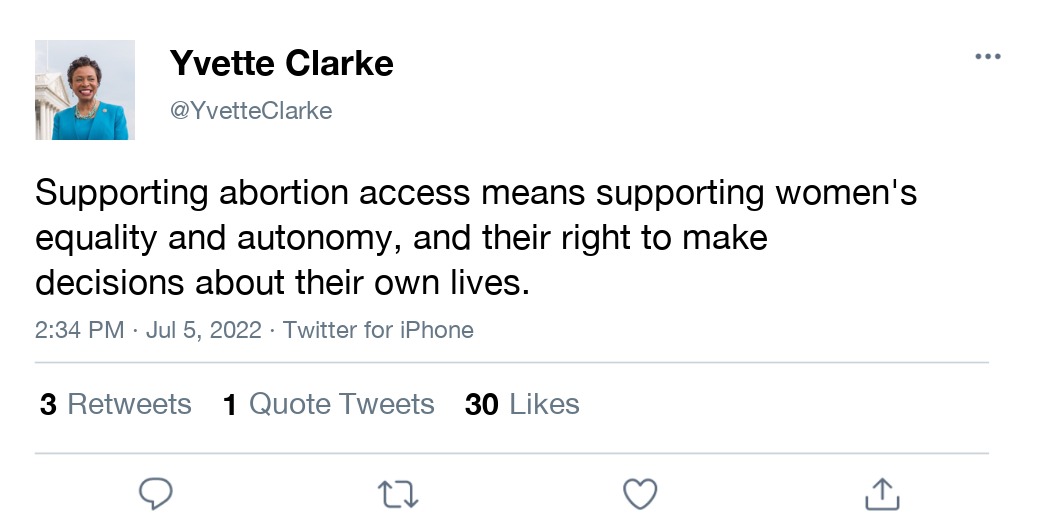 Yvette Clarke
@YvetteClarke
Supporting abortion access means supporting women's
equality and autonomy, and their right to make
decisions about their own lives.
2:34 PM · Jul 5, 2022 · Twitter for iPhone
3 Retweets 1 Quote Tweets 30 Likes